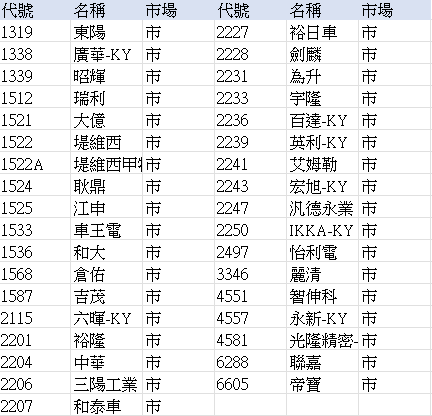 代號 名稱 市場 代號 名稱 市場
1319 東陽 市 2227 裕日車 市
1338 廣華-KY 市 2228 劍麟 市
1339 昭輝 市 2231 為升 市
1512 瑞利 市 2233 宇隆 市
1521 大億 市 2236 百達-KY 市
1522 堤維西 市 2239 英利-KY 市
1522A 堤維西甲特 市 2241 艾姆勒 市
1524 耿鼎 市 2243 宏旭-KY 市
1525 江申 市 2247 汎德永業 市
1533 車王電 市 2250 IKKA-KY 市
1536 和大 市 2497 怡利電 市
1568 倉佑 市 3346 麗清 市
1587 吉茂 市 4551 智伸科 市
2115 六暉-KY 市 4557 永新-KY 市
2201 裕隆 市 4581 光隆精密- 市
2204 中華 市 6288 聯嘉 市
2206 三陽工業 市 6605 帝寶 市
2207 和泰車 市